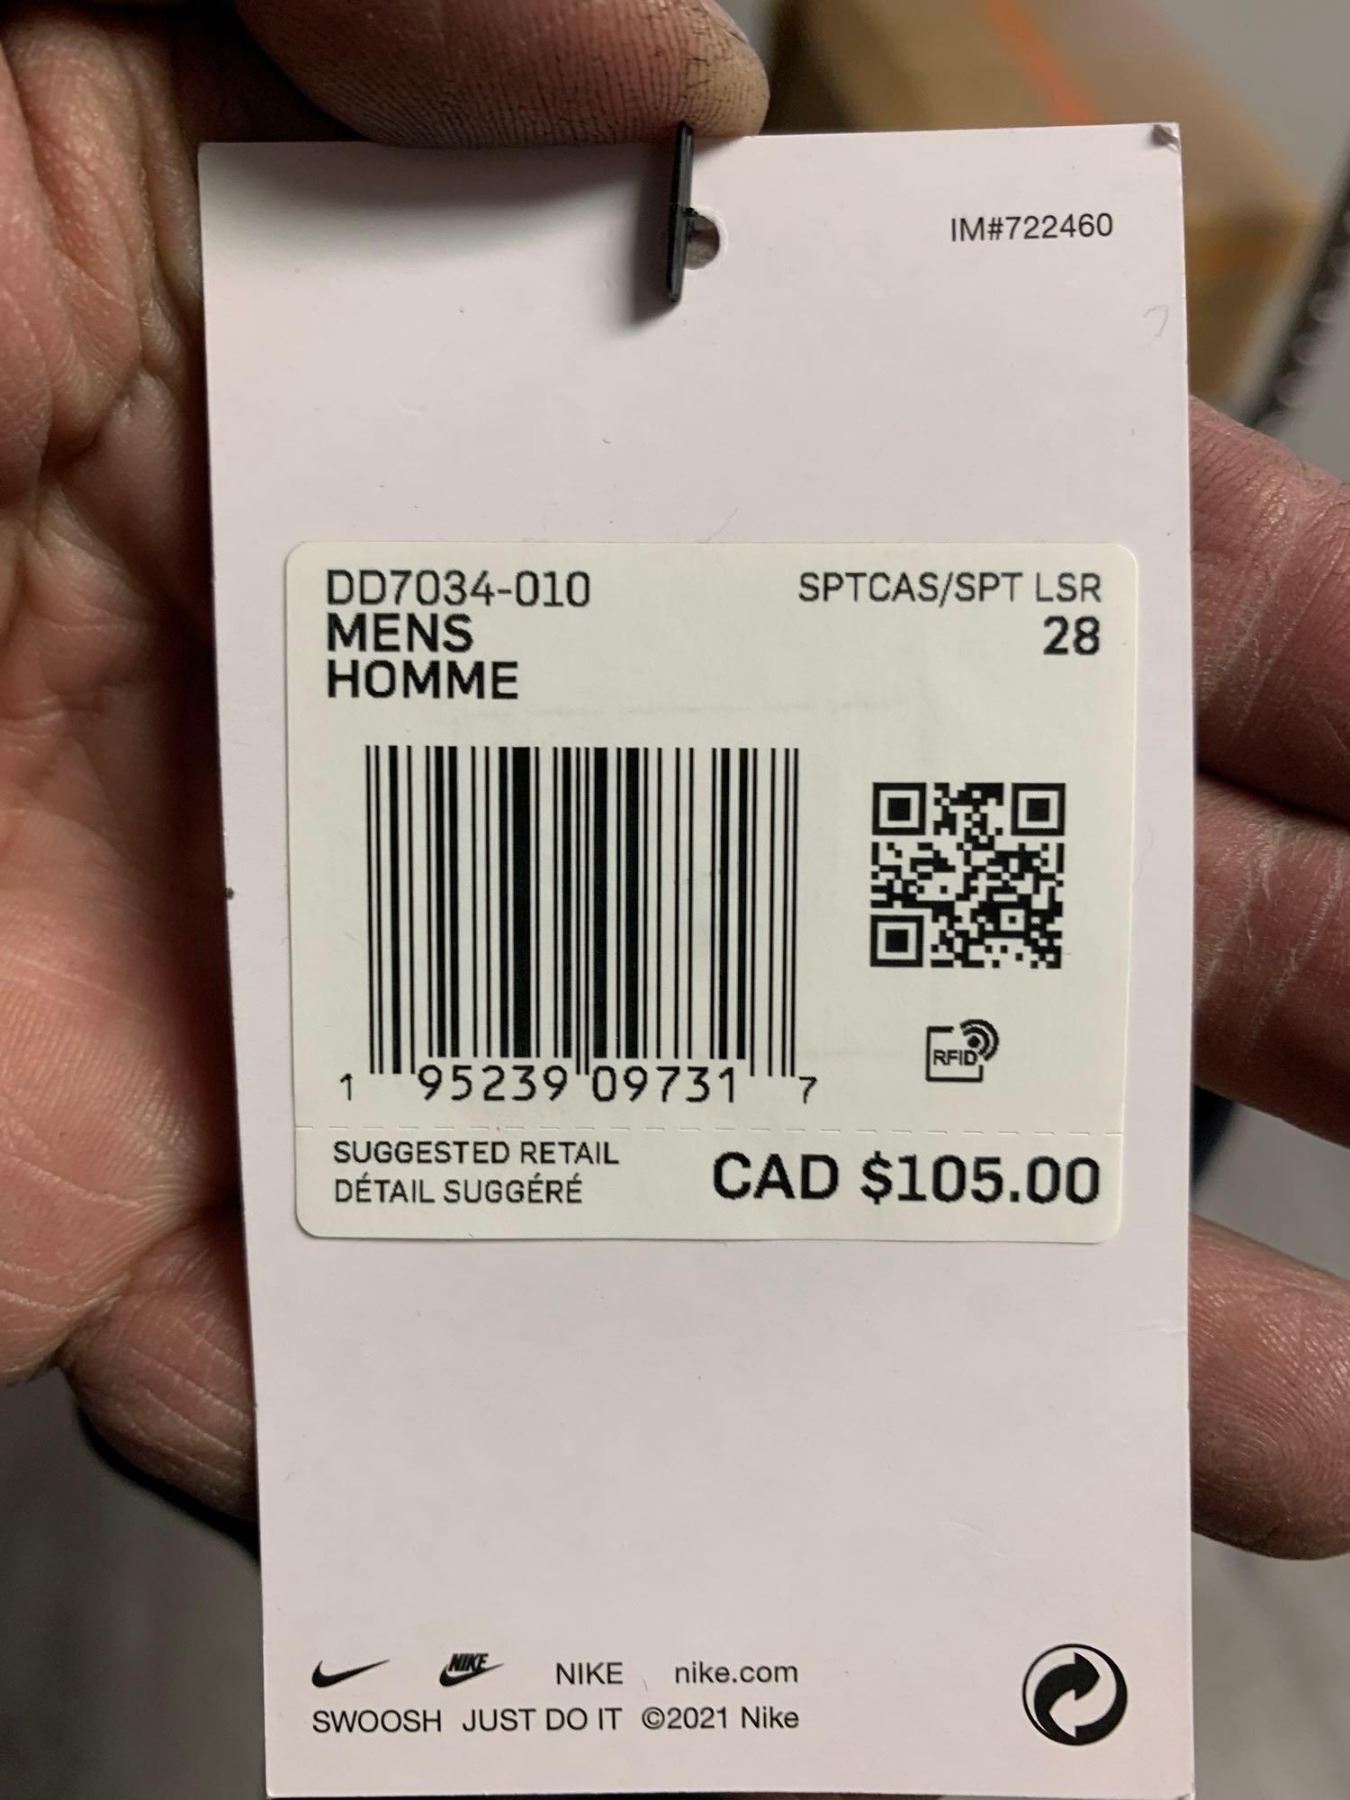 IM#722460
DD7034-010
SPTCAS/SPT LSR
MENS
28
HOMME
1 95239 09731 7
RFID
SUGGESTED RETAIL
DÉTAIL SUGGÉRÉ
CAD $105.00
NIKE NIKE nike.com
SWOOSH JUST DO IT ©2021 Nike